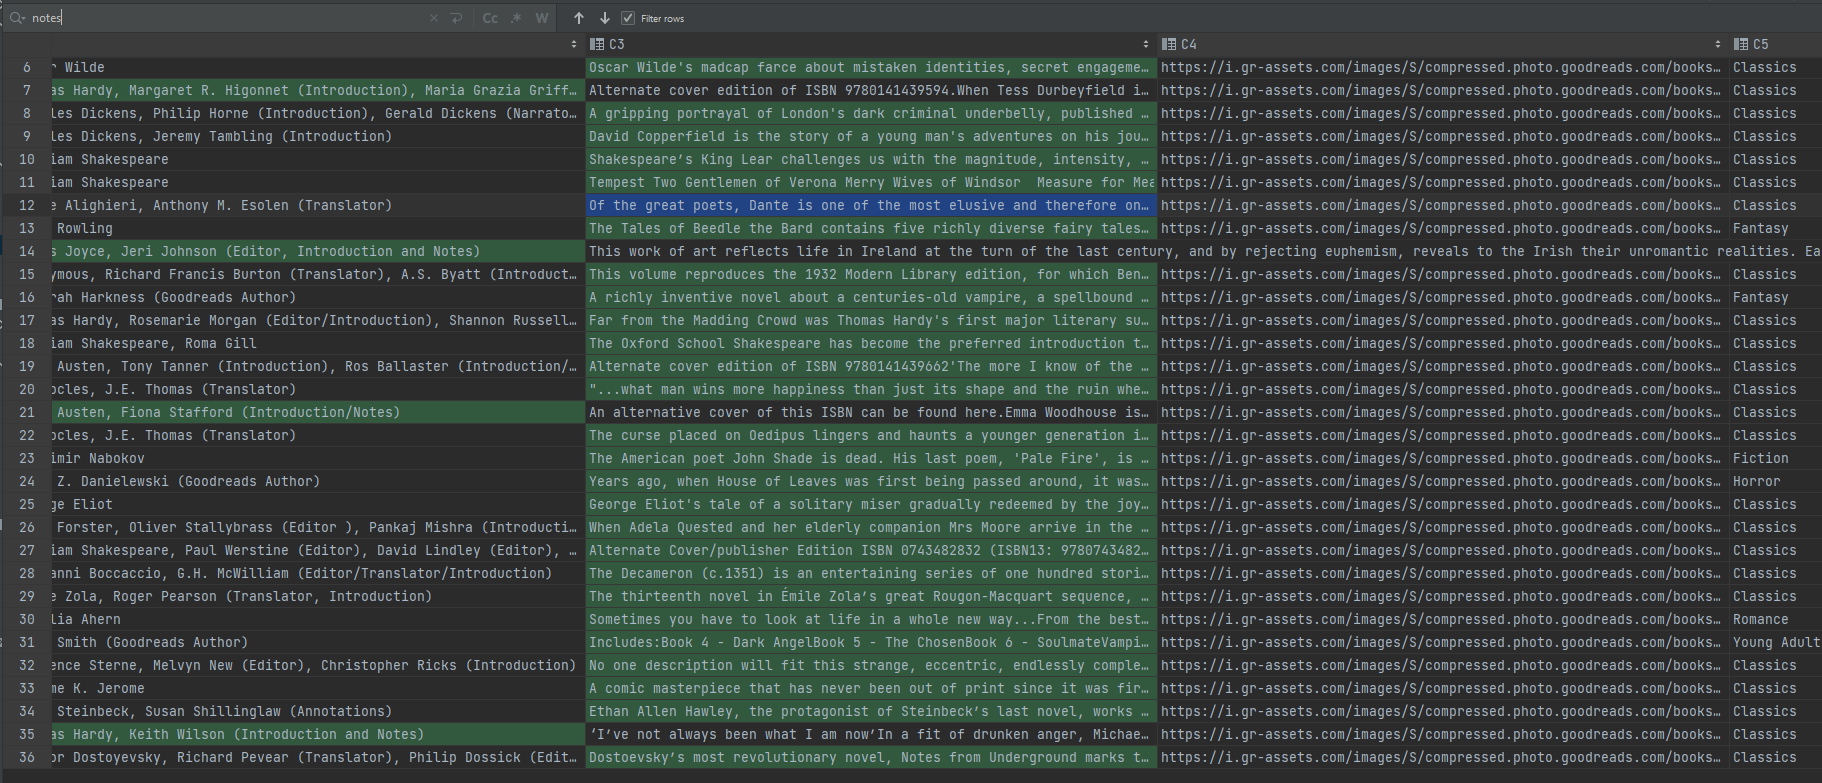 notes Cc .* W Filter rows
C3 C4 C5
6 r Wilde Oscar Wilde's madcap farce about mistaken identities, secret engageme… https://i.gr-assets.com/images/S/compressed.photo.goodreads.com/books… Classics
7 as Hardy, Margaret R. Higonnet (Introduction), Maria Grazia Griff… Alternate cover edition of ISBN 9780141439594.When Tess Durbeyfield i… https://i.gr-assets.com/images/S/compressed.photo.goodreads.com/books… Classics
8 les Dickens, Philip Horne (Introduction), Gerald Dickens (Narrato… A gripping portrayal of London's dark criminal underbelly, published … https://i.gr-assets.com/images/S/compressed.photo.goodreads.com/books… Classics
9 les Dickens, Jeremy Tambling (Introduction) David Copperfield is the story of a young man's adventures on his jou… https://i.gr-assets.com/images/S/compressed.photo.goodreads.com/books… Classics
10 iam Shakespeare Shakespeare’s King Lear challenges us with the magnitude, intensity, … https://i.gr-assets.com/images/S/compressed.photo.goodreads.com/books… Classics
11 iam Shakespeare Tempest Two Gentlemen of Verona Merry Wives of Windsor  Measure for Mea https://i.gr-assets.com/images/S/compressed.photo.goodreads.com/books… Classics
12 e Alighieri, Anthony M. Esolen (Translator) Of the great poets, Dante is one of the most elusive and therefore on… https://i.gr-assets.com/images/S/compressed.photo.goodreads.com/books… Classics
13 Rowling The Tales of Beedle the Bard contains five richly diverse fairy tales… https://i.gr-assets.com/images/S/compressed.photo.goodreads.com/books… Fantasy
14 s Joyce, Jeri Johnson (Editor, Introduction and Notes) This work of art reflects life in Ireland at the turn of the last century, and by rejecting euphemism, reveals to the Irish their unromantic realities. Ea
15 ymous, Richard Francis Burton (Translator), A.S. Byatt (Introduct… This volume reproduces the 1932 Modern Library edition, for which Ben… https://i.gr-assets.com/images/S/compressed.photo.goodreads.com/books… Classics
16 rah Harkness (Goodreads Author) A richly inventive novel about a centuries-old vampire, a spellbound … https://i.gr-assets.com/images/S/compressed.photo.goodreads.com/books… Fantasy
17 as Hardy, Rosemarie Morgan (Editor/Introduction), Shannon Russell… Far from the Madding Crowd was Thomas Hardy's first major literary su… https://i.gr-assets.com/images/S/compressed.photo.goodreads.com/books… Classics
18 iam Shakespeare, Roma Gill The Oxford School Shakespeare has become the preferred introduction t… https://i.gr-assets.com/images/S/compressed.photo.goodreads.com/books… Classics
19 Austen, Tony Tanner (Introduction), Ros Ballaster (Introduction/… Alternate cover edition of ISBN 9780141439662'The more I know of the … https://i.gr-assets.com/images/S/compressed.photo.goodreads.com/books… Classics
20 ocles, J.E. Thomas (Translator) "...what man wins more happiness than just its shape and the ruin whe… https://i.gr-assets.com/images/S/compressed.photo.goodreads.com/books… Classics
21 Austen, Fiona Stafford (Introduction/Notes) An alternative cover of this ISBN can be found here.Emma Woodhouse is… https://i.gr-assets.com/images/S/compressed.photo.goodreads.com/books… Classics
22 ocles, J.E. Thomas (Translator) The curse placed on Oedipus lingers and haunts a younger generation i… https://i.gr-assets.com/images/S/compressed.photo.goodreads.com/books… Classics
23 imir Nabokov The American poet John Shade is dead. His last poem, 'Pale Fire', is … https://i.gr-assets.com/images/S/compressed.photo.goodreads.com/books… Fiction
24 Z. Danielewski (Goodreads Author) Years ago, when House of Leaves was first being passed around, it was… https://i.gr-assets.com/images/S/compressed.photo.goodreads.com/books… Horror
25 ge Eliot George Eliot's tale of a solitary miser gradually redeemed by the joy… https://i.gr-assets.com/images/S/compressed.photo.goodreads.com/books… Classics
26 Forster, Oliver Stallybrass (Editor ), Pankaj Mishra (Introducti… When Adela Quested and her elderly companion Mrs Moore arrive in the … https://i.gr-assets.com/images/S/compressed.photo.goodreads.com/books… Classics
27 iam Shakespeare, Paul Werstine (Editor), David Lindley (Editor), … Alternate Cover/publisher Edition ISBN 0743482832 (ISBN13: 9780743482… https://i.gr-assets.com/images/S/compressed.photo.goodreads.com/books… Classics
28 anni Boccaccio, G.H. McWilliam (Editor/Translator/Introduction) The Decameron (c.1351) is an entertaining series of one hundred stori… https://i.gr-assets.com/images/S/compressed.photo.goodreads.com/books… Classics
29 e Zola, Roger Pearson (Translator, Introduction) The thirteenth novel in Émile Zola’s great Rougon-Macquart sequence, … https://i.gr-assets.com/images/S/compressed.photo.goodreads.com/books… Classics
30 lia Ahern Sometimes you have to look at life in a whole new way...From the best… https://i.gr-assets.com/images/S/compressed.photo.goodreads.com/books… Romance
31 Smith (Goodreads Author) Includes:Book 4 - Dark AngelBook 5 - The ChosenBook 6 - SoulmateVampi… https://i.gr-assets.com/images/S/compressed.photo.goodreads.com/books… Young Adult
32 ence Sterne, Melvyn New (Editor), Christopher Ricks (Introduction) No one description will fit this strange, eccentric, endlessly comple… https://i.gr-assets.com/images/S/compressed.photo.goodreads.com/books… Classics
33 me K. Jerome A comic masterpiece that has never been out of print since it was fir… https://i.gr-assets.com/images/S/compressed.photo.goodreads.com/books… Classics
34 Steinbeck, Susan Shillinglaw (Annotations) Ethan Allen Hawley, the protagonist of Steinbeck’s last novel, works … https://i.gr-assets.com/images/S/compressed.photo.goodreads.com/books… Classics
35 as Hardy, Keith Wilson (Introduction and Notes) ‘I’ve not always been what I am now’In a fit of drunken anger, Michae… https://i.gr-assets.com/images/S/compressed.photo.goodreads.com/books… Classics
36 or Dostoyevsky, Richard Pevear (Translator), Philip Dossick (Edit… Dostoevsky’s most revolutionary novel, Notes from Underground marks t… https://i.gr-assets.com/images/S/compressed.photo.goodreads.com/books… Classics